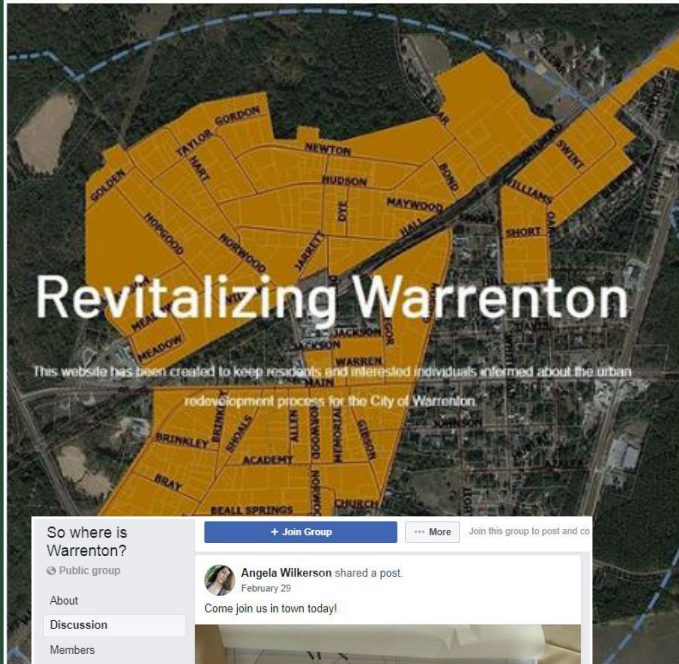 GORDON
TAYLOR
HART
NEWTON
CEDAR
GOLDEN
HUDSON
BOND
SWINT
DYE
MAYWOOD
WILLIAMS
HOPGOOD
HALL
SHORT
OAK
SHORT
NORWOOD
JARRETT
Revitalizing Warrenton
MEADOW
JACKSON
JACKSON
WARREN
This website has been created to keep residents and interested individuals informed about the urban
MAIN
redevelopment process for the City of Warrenton.
BRINKLEY
SHOALS
ALLEN
NORWOOD
MEMORIAL
GIBSON
JOHNSON
BRINKLEY
ACADEMY
BRAY
BEALL SPRINGS
NORWOOD
CHURCH
So where is
Warrenton?
Public group
About
Discussion
Members
+ Join Group
··· More
Join this group to post and co
Angela Wilkerson shared a post.
February 29
Come join us in town today!